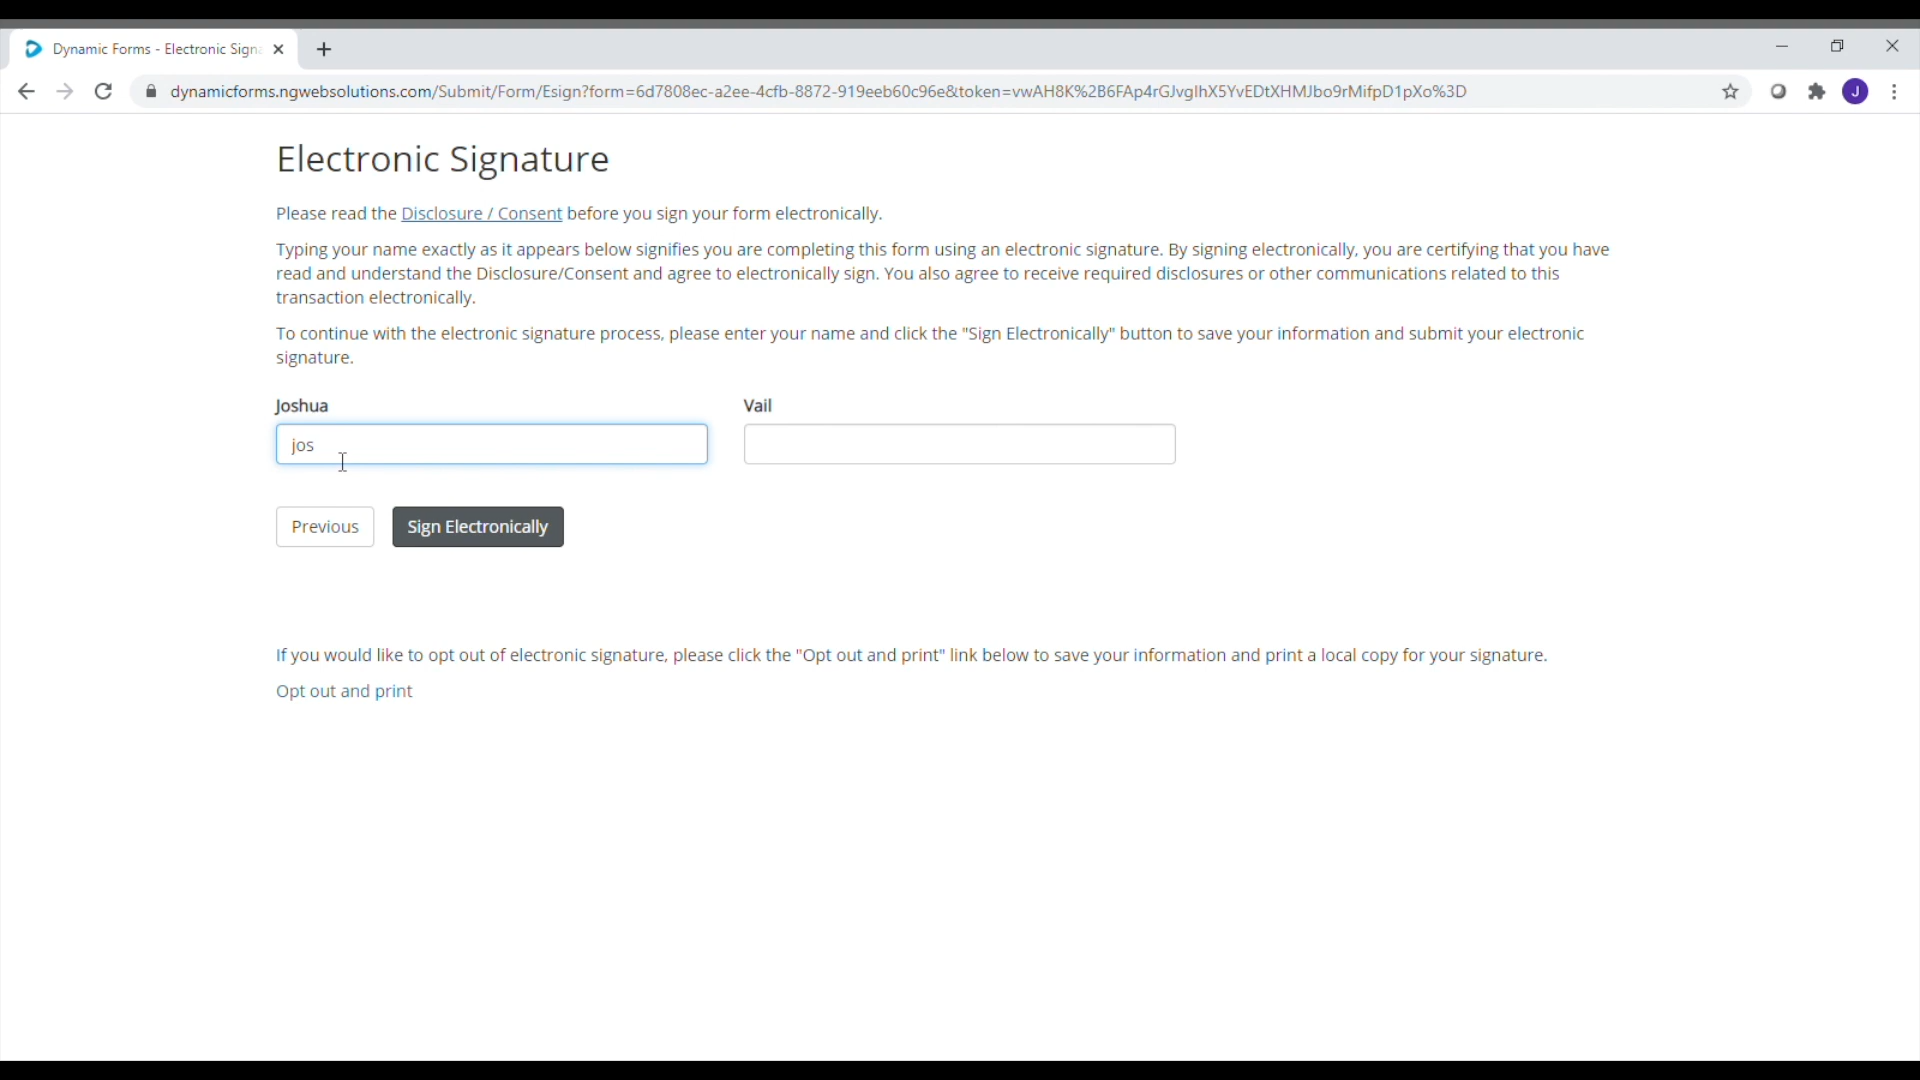 Dynamic Forms - Electronic Signa
dynamicforms.ngwebsolutions.com/Submit/Form/Esign?form=6d7808ec-a2ee-4cfb-8872-919eeb60c96e&token=vwAH8K%2B6FAp4rGJvglhX5YvEDtXHMJbo9rMifpD1pXo%3D
J
Electronic Signature
Please read the Disclosure / Consent before you sign your form electronically.
Typing your name exactly as it appears below signifies you are completing this form using an electronic signature. By signing electronically, you are certifying that you have
read and understand the Disclosure/Consent and agree to electronically sign. You also agree to receive required disclosures or other communications related to this
transaction electronically.
To continue with the electronic signature process, please enter your name and click the "Sign Electronically" button to save your information and submit your electronic
signature.
Joshua Vail
jos
Previous Sign Electronically
If you would like to opt out of electronic signature, please click the "Opt out and print" link below to save your information and print a local copy for your signature.
Opt out and print